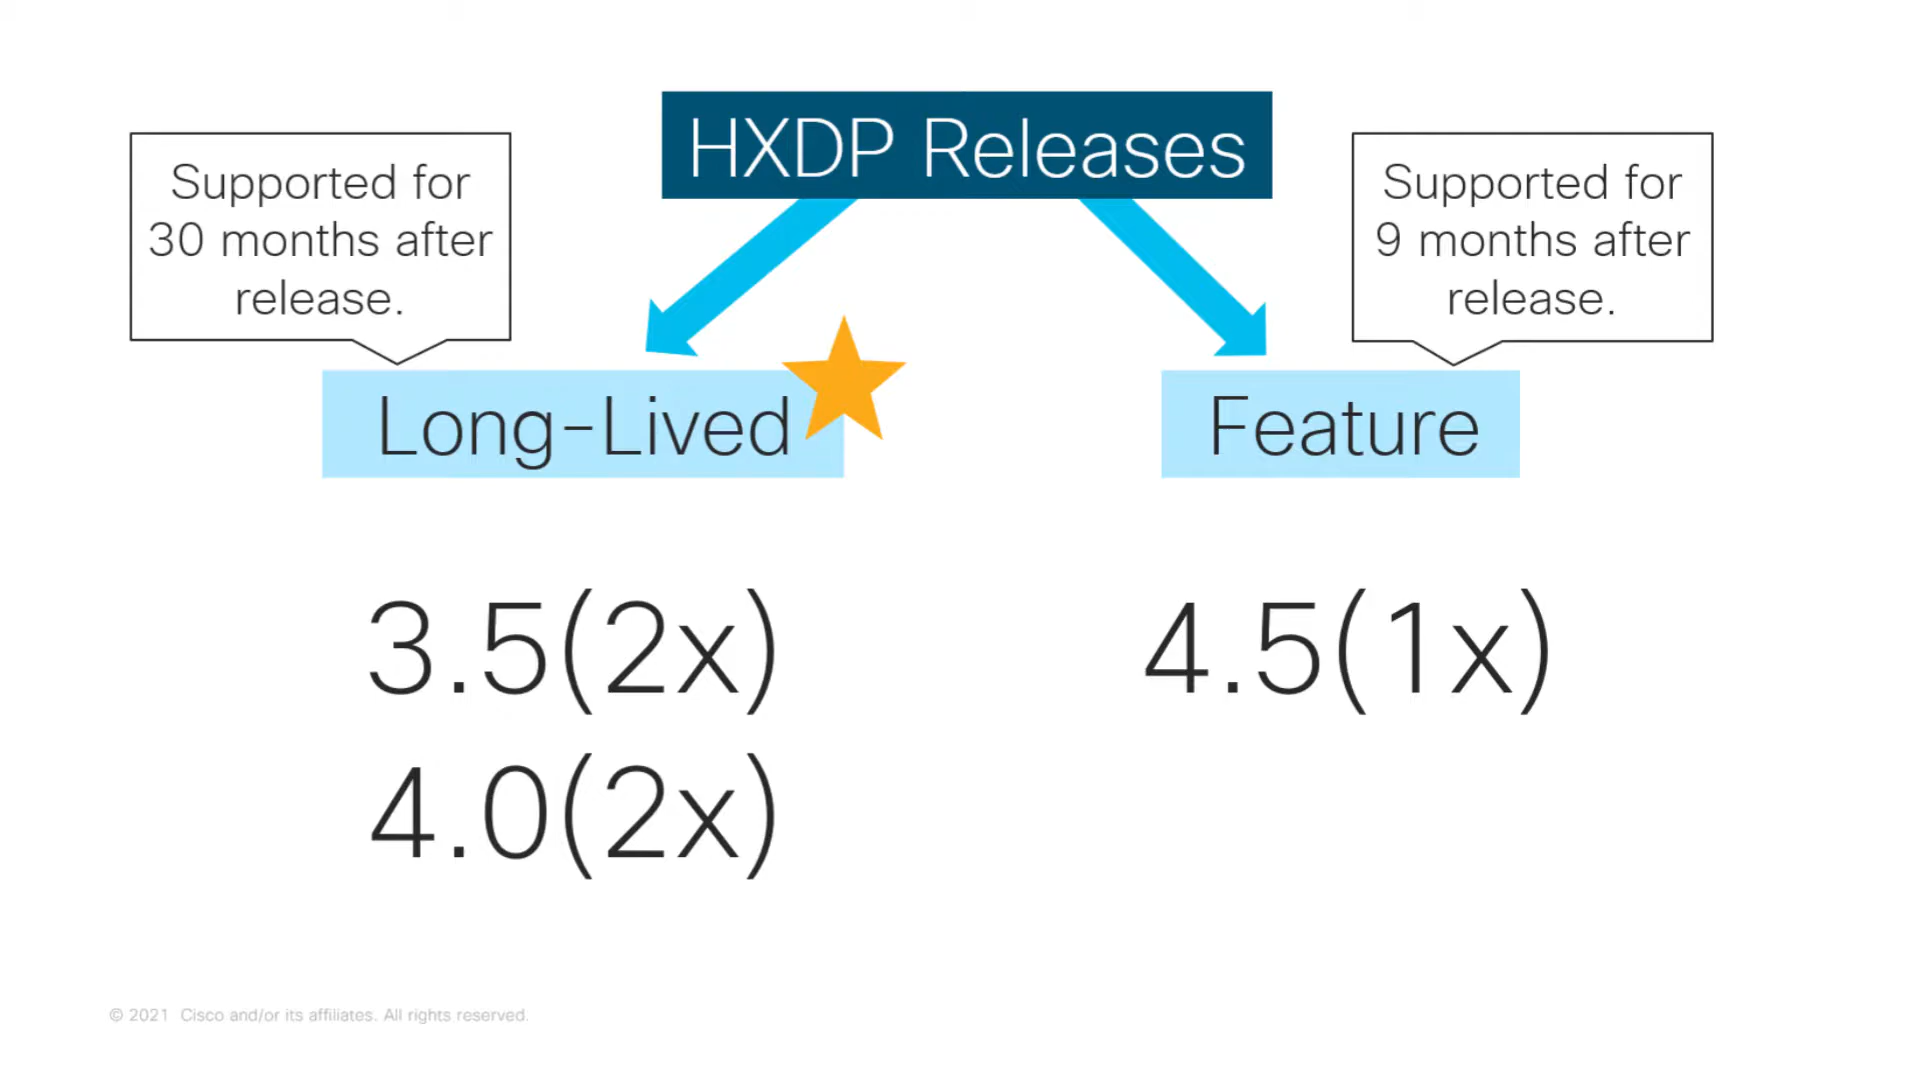 HXDP Releases
Supported for
30 months after
release.
Supported for
9 months after
release.
Long-Lived
Feature
3.5(2x)
4.5(1x)
4.0(2x)
© 2021 Cisco and/or its affiliates. All rights reserved.